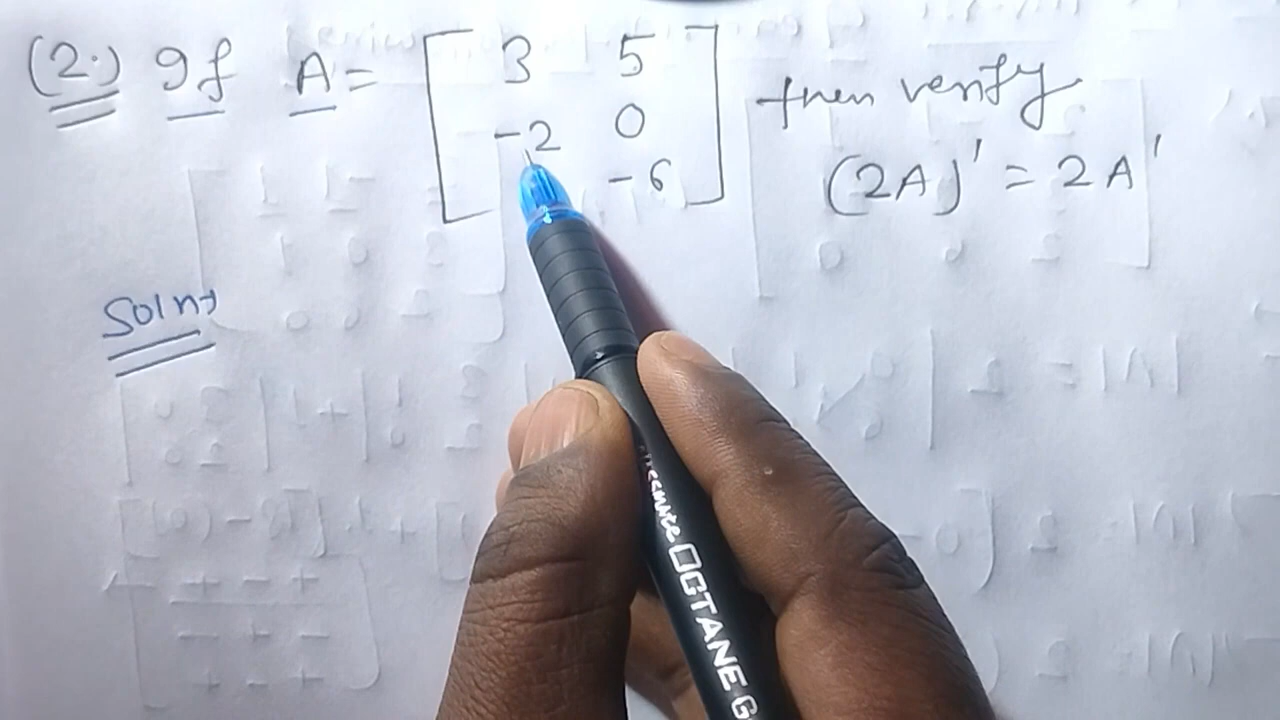 (2.) If A = [ 3 5 then verify
-2 0
-6 ] (2A)' = 2A'
Soln→
OCTANE G